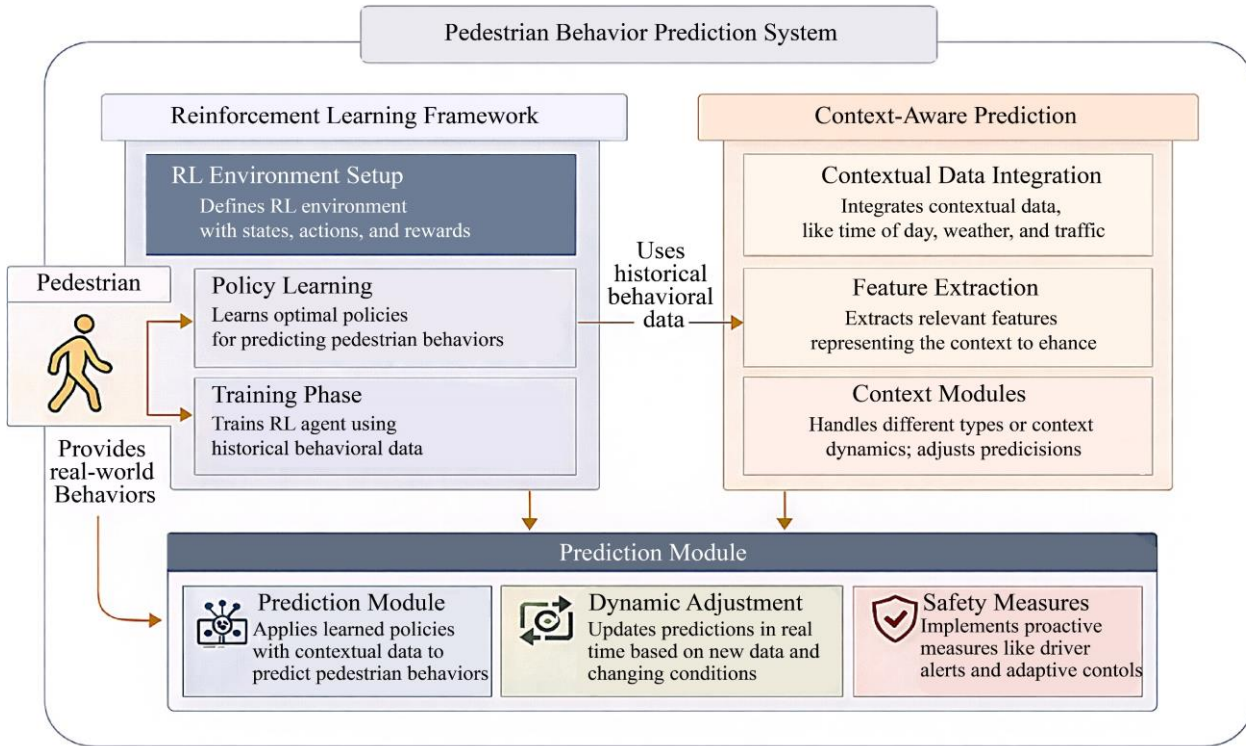 Pedestrian Behavior Prediction System
Reinforcement Learning Framework
RL Environment Setup
Defines RL environment
with states, actions, and rewards
Pedestrian
Policy Learning
Learns optimal policies
for predicting pedestrian behaviors
Training Phase
Trains RL agent using
historical behavioral data
Provides
real-world
Behaviors
Uses
historical
behavioral
data
Context-Aware Prediction
Contextual Data Integration
Integrates contextual data,
like time of day, weather, and traffic
Feature Extraction
Extracts relevant features
representing the context to ehance
Context Modules
Handles different types or context
dynamics; adjusts predicisions
Prediction Module
Prediction Module
Applies learned policies
with contextual data to
predict pedestrian behaviors
Dynamic Adjustment
Updates predictions in real
time based on new data and
changing conditions
Safety Measures
Implements proactive
measures like driver
alerts and adaptive contols